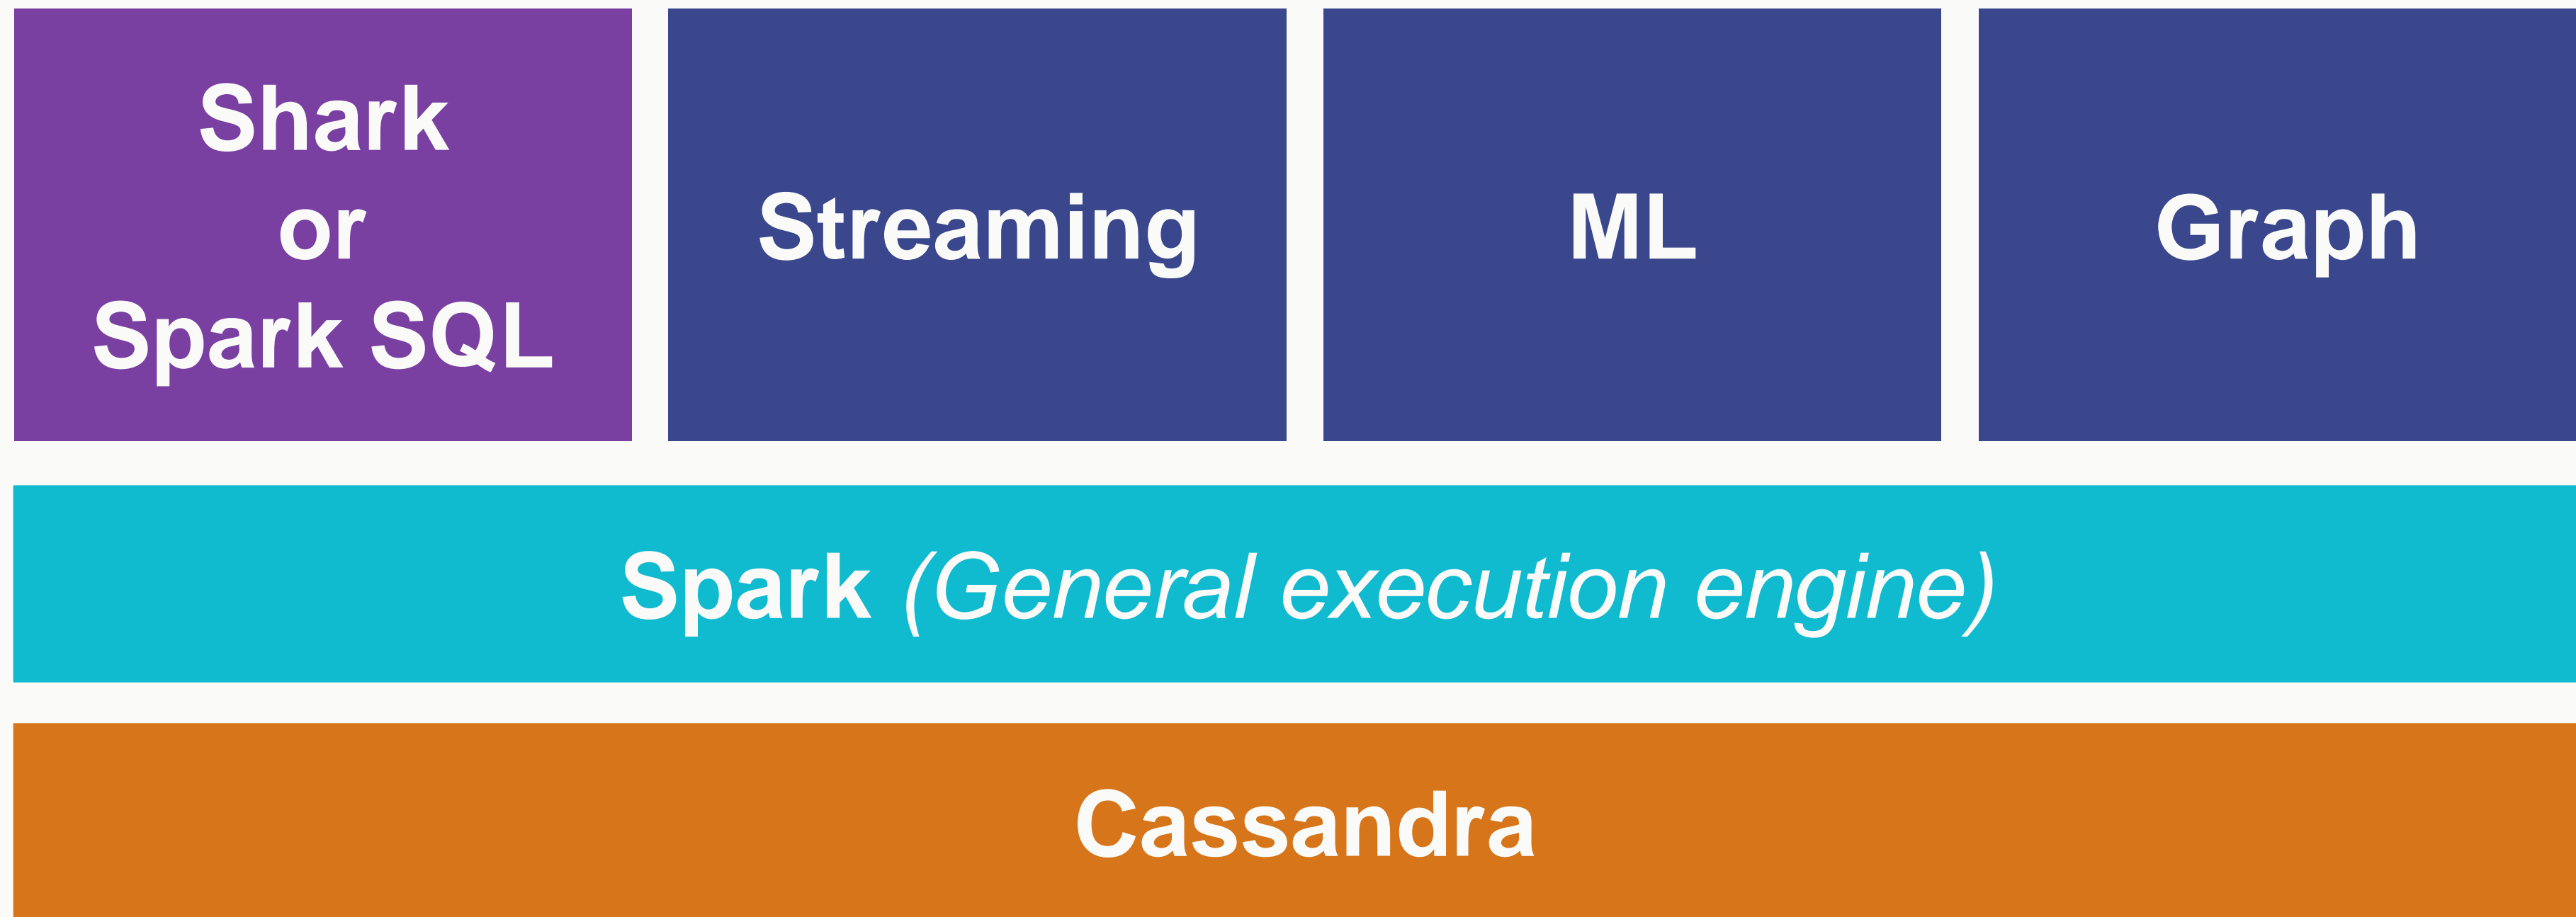 Shark
or
Spark SQL
Streaming
ML
Graph
Spark (General execution engine)
Cassandra